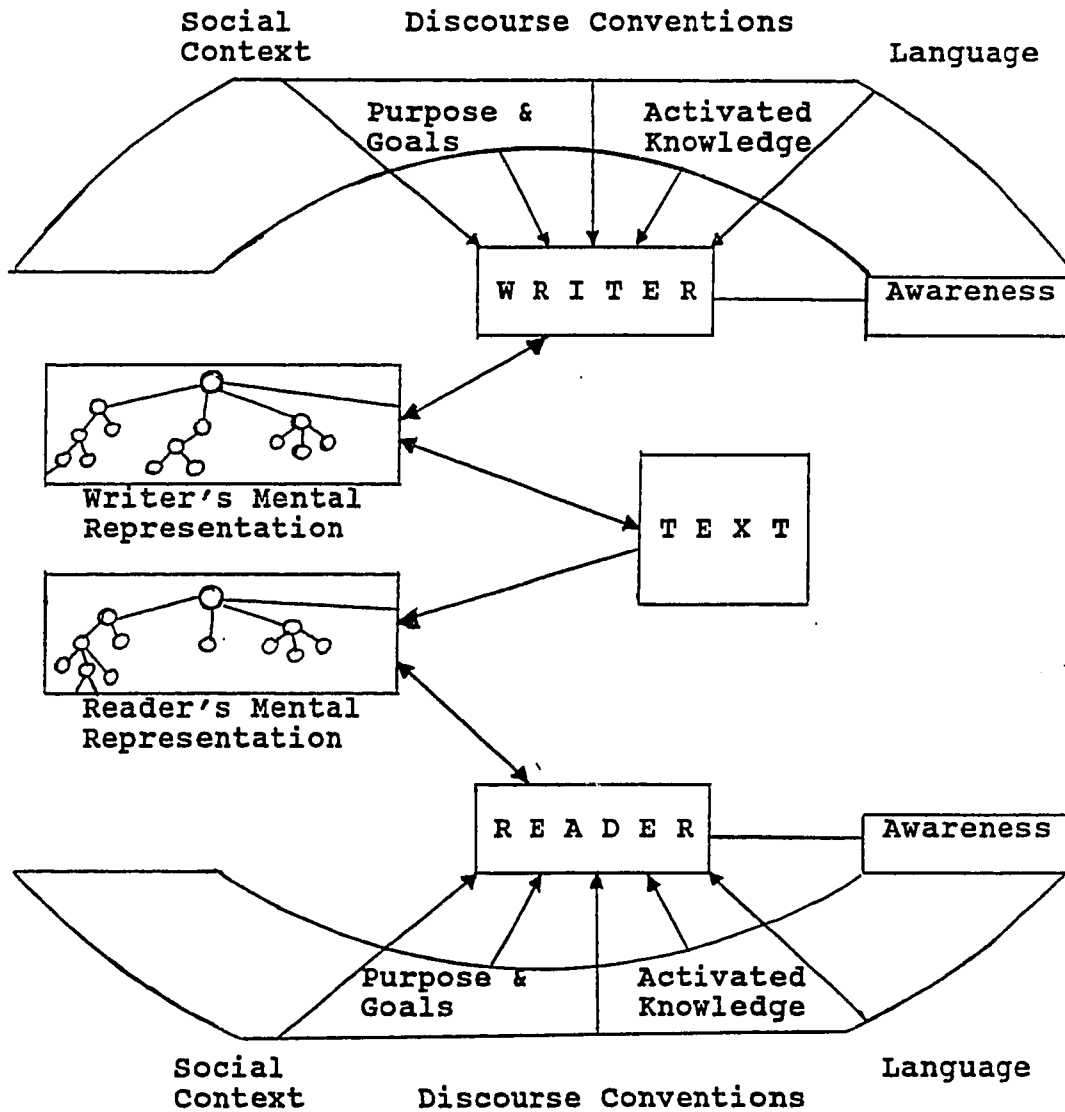 Social Context
Discourse Conventions
Language
Purpose &
Goals
Activated
Knowledge
W R I T E R
Awareness
Writer's Mental
Representation
T E X T
Reader's Mental
Representation
R E A D E R
Awareness
Purpose &
Goals
Activated
Knowledge
Social
Context
Discourse Conventions
Language